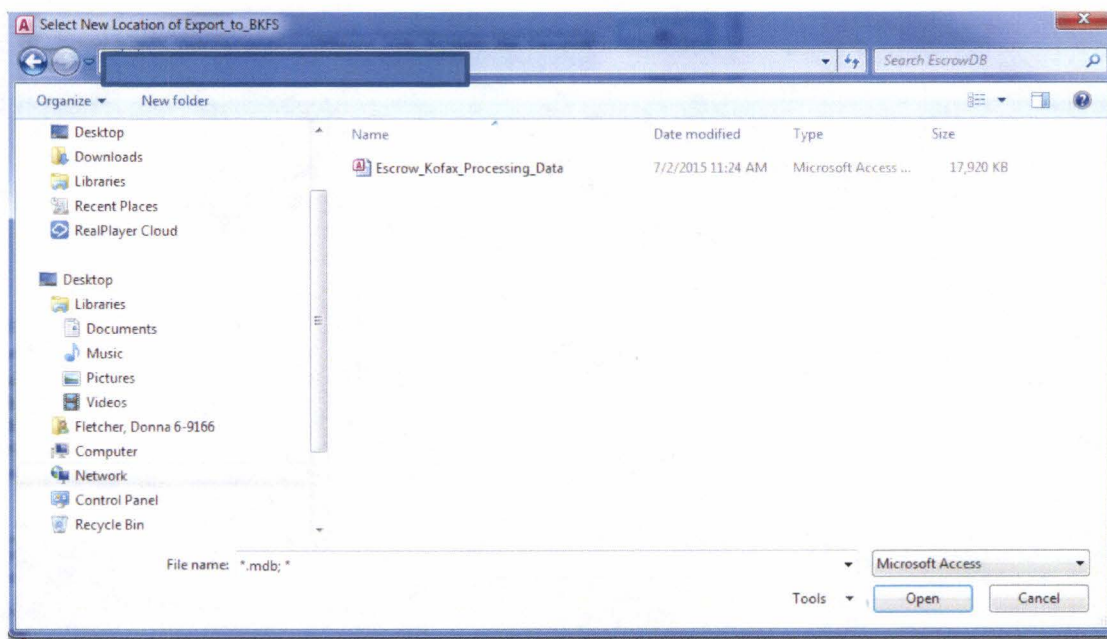 Select New Location of Export_to_BKFS
Search EscrowDB
Organize
New folder
Desktop
Downloads
Libraries
Recent Places
RealPlayer Cloud
Desktop
Libraries
Documents
Music
Pictures
Videos
Fletcher, Donna 6-9166
Computer
Network
Control Panel
Recycle Bin
Name Date modified Type Size
Escrow_Kofax_Processing_Data 7/2/2015 11:24 AM Microsoft Access ... 17,920 KB
File name: *.mdb; * Microsoft Access
Tools Open Cancel